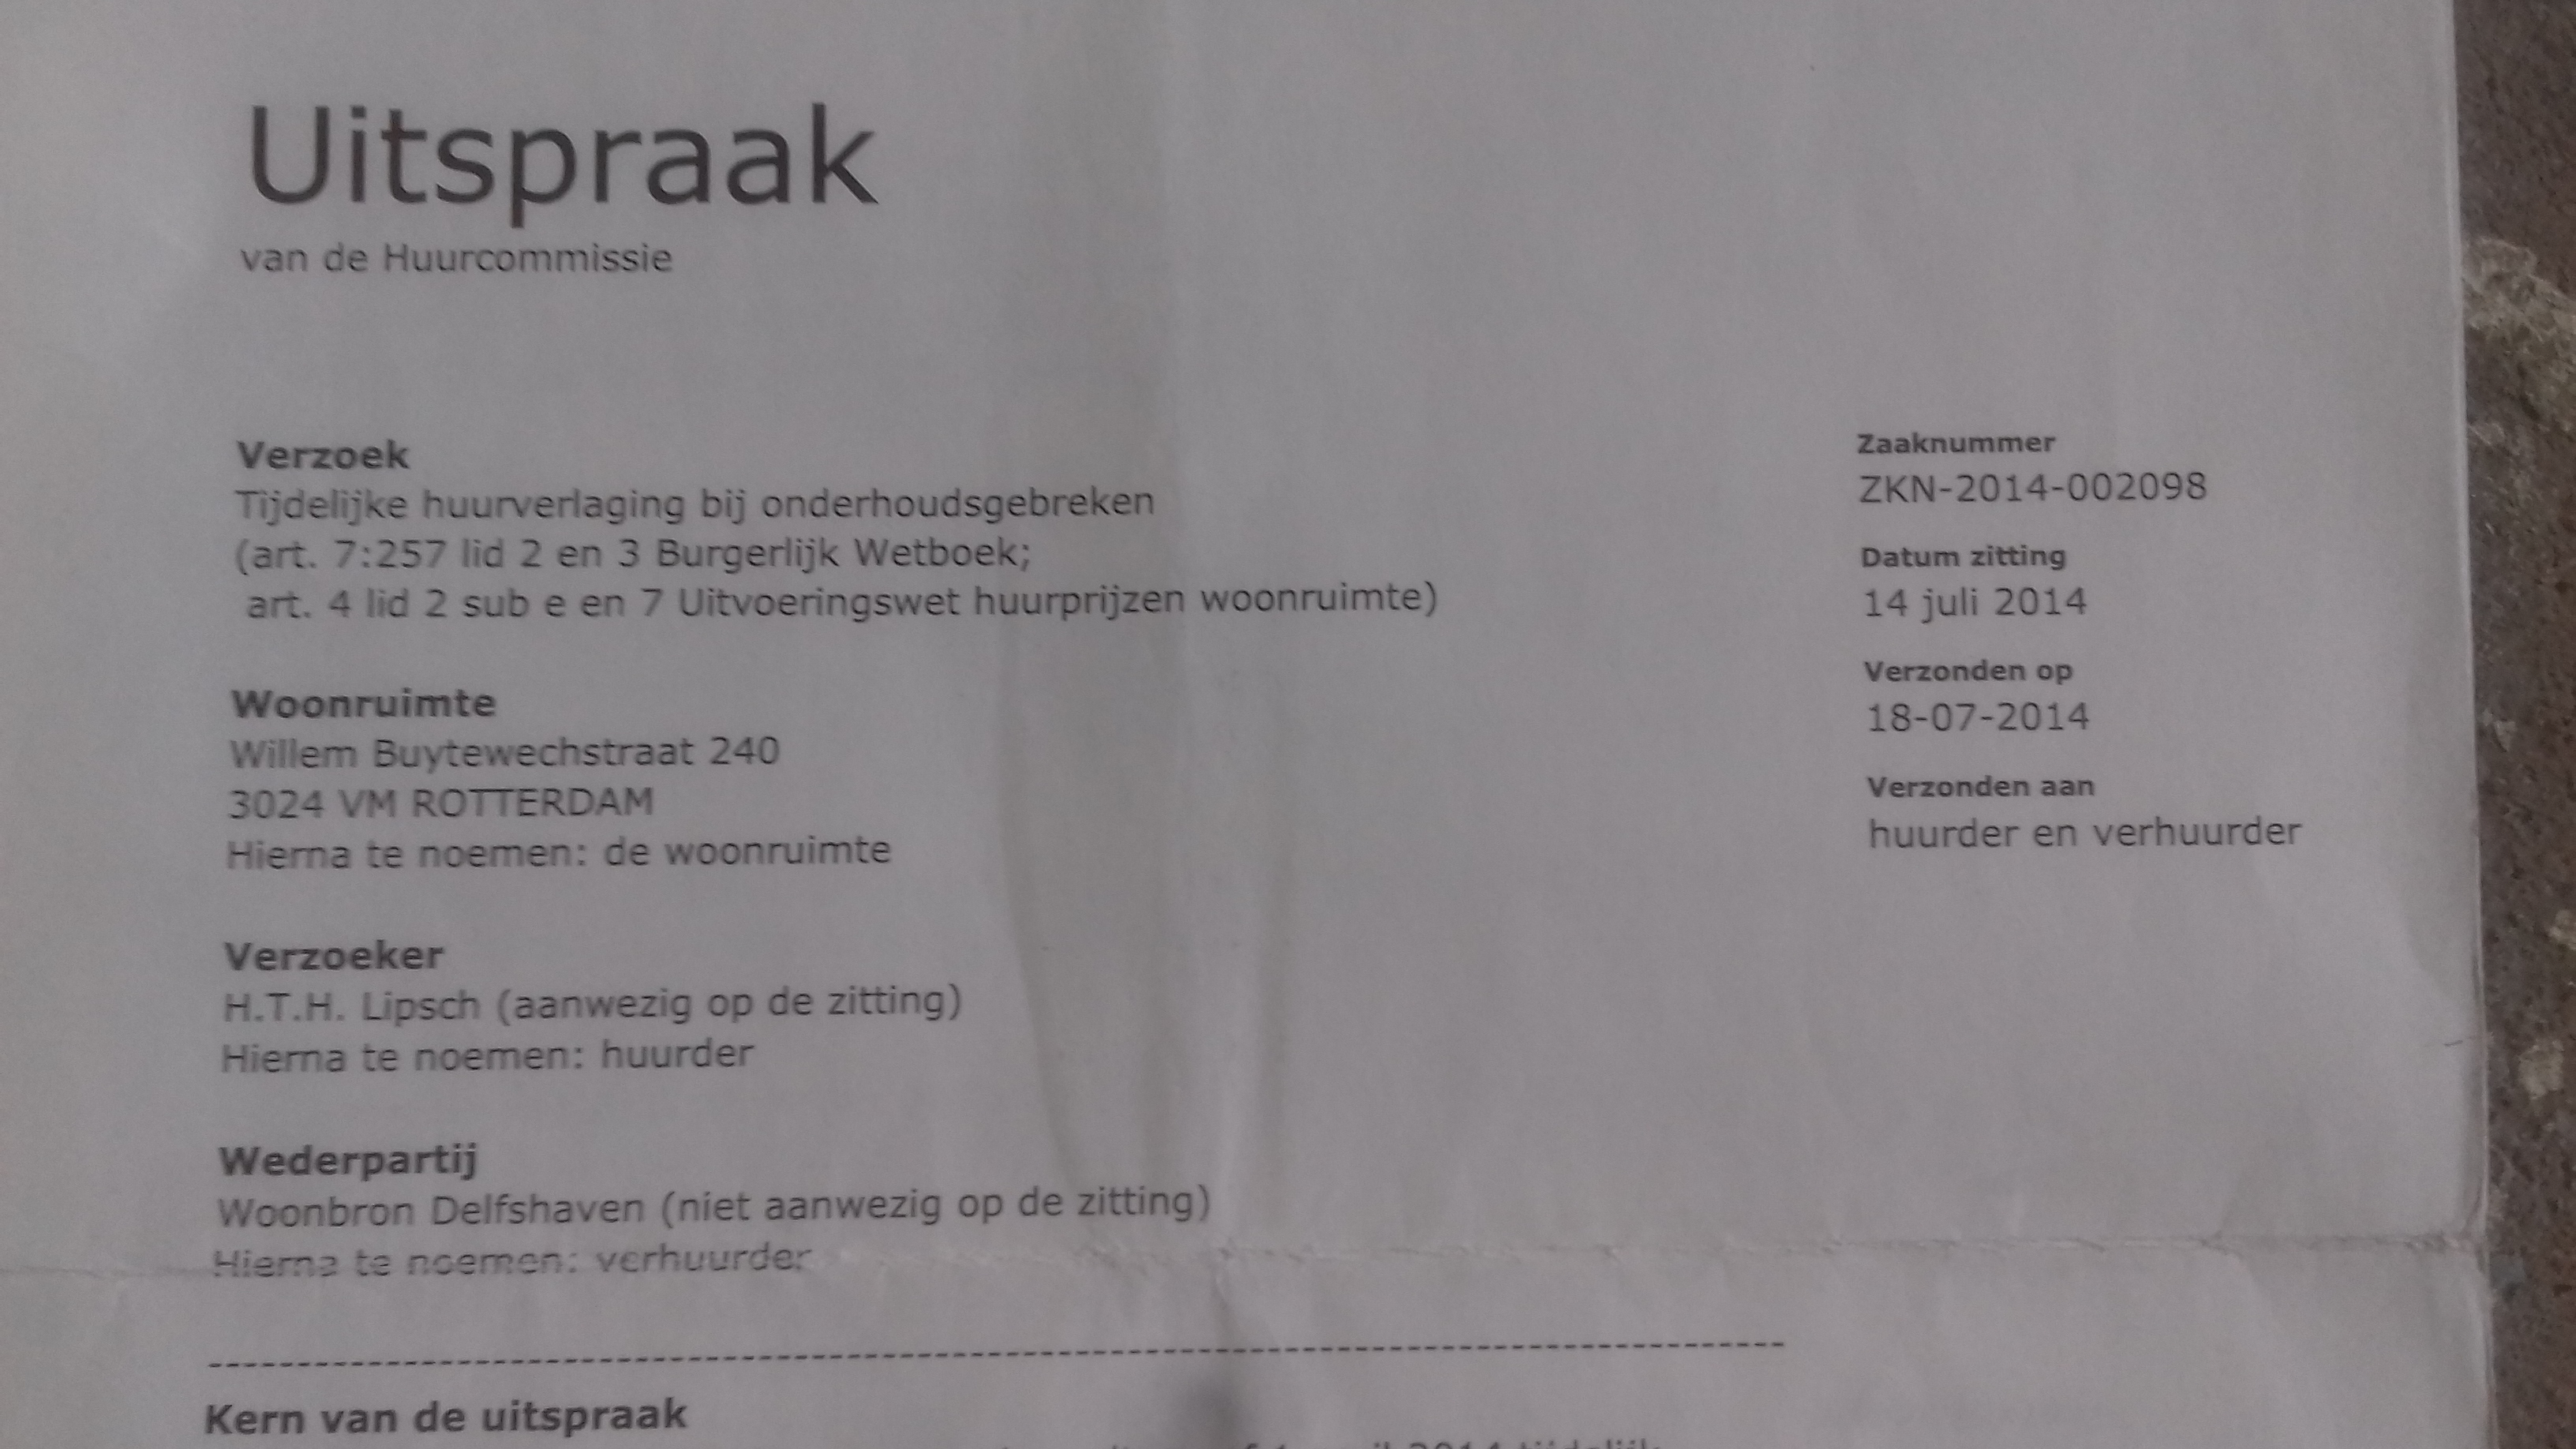 Uitspraak
van de Huurcommissie
Verzoek
Tijdelijke huurverlaging bij onderhoudsgebreken
(art. 7:257 lid 2 en 3 Burgerlijk Wetboek;
art. 4 lid 2 sub e en 7 Uitvoeringswet huurprijzen woonruimte)
Woonruimte
Willem Buytewechstraat 240
3024 VM ROTTERDAM
Hierna te noemen: de woonruimte
Verzoeker
H.T.H. Lipsch (aanwezig op de zitting)
Hierna te noemen: huurder
Wederpartij
Woonbron Delfshaven (niet aanwezig op de zitting)
Hierna te noemen: verhuurder
Zaaknummer
ZKN-2014-002098
Datum zitting
14 juli 2014
Verzonden op
18-07-2014
Verzonden aan
huurder en verhuurder
Kern van de uitspraak